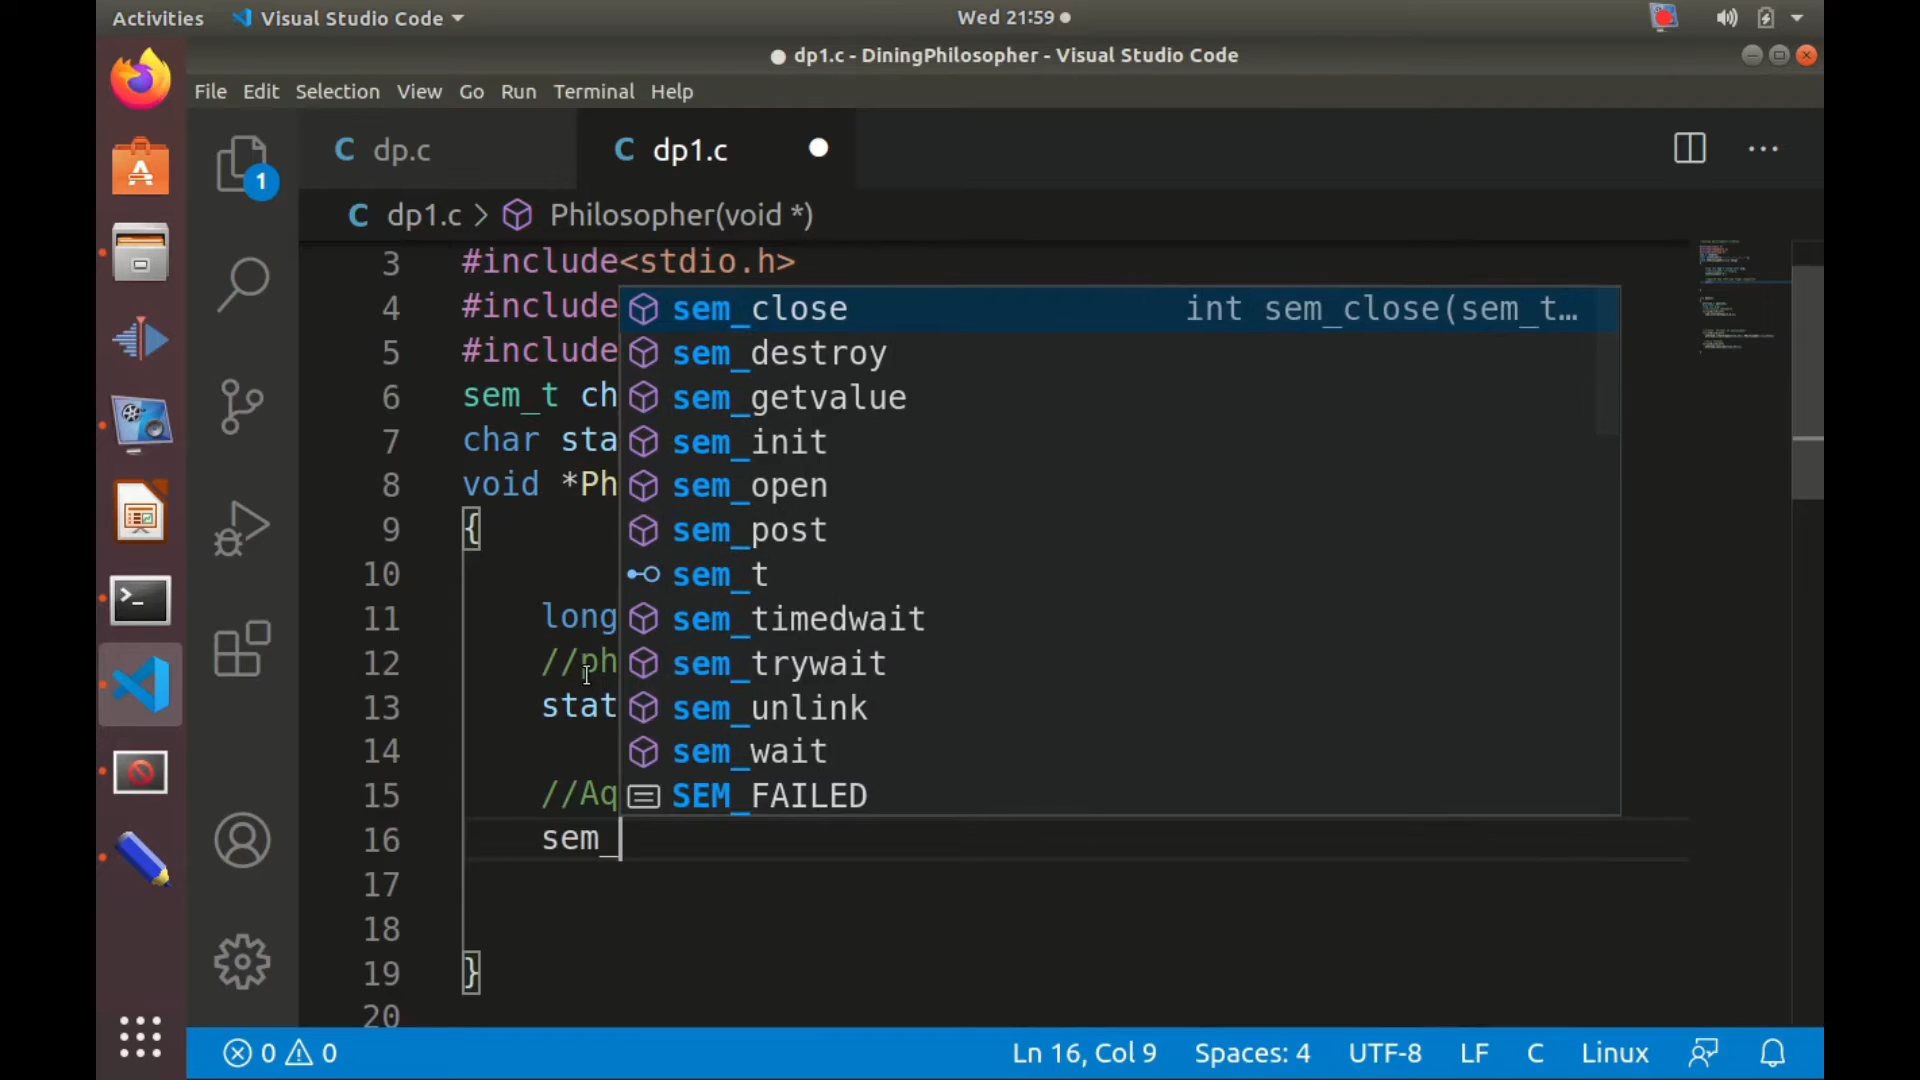 Activities Visual Studio Code Wed 21:59
dp1.c - DiningPhilosopher - Visual Studio Code
File Edit Selection View Go Run Terminal Help
1
C dp.c C dp1.c
C dp1.c > Philosopher(void *)
3 #include<stdio.h>
4 #include
sem_close int sem_close(sem_t…
5 #include
sem_destroy
6 sem_t ch
sem_getvalue
7 char sta
sem_init
8 void *Ph
sem_open
9 {
sem_post
10
sem_t
11 long
sem_timedwait
12 //ph
sem_trywait
13 stat
sem_unlink
14
sem_wait
15 //Aq
SEM_FAILED
16 sem_
17
18
19 }
20
0 0 Ln 16, Col 9 Spaces: 4 UTF-8 LF C Linux